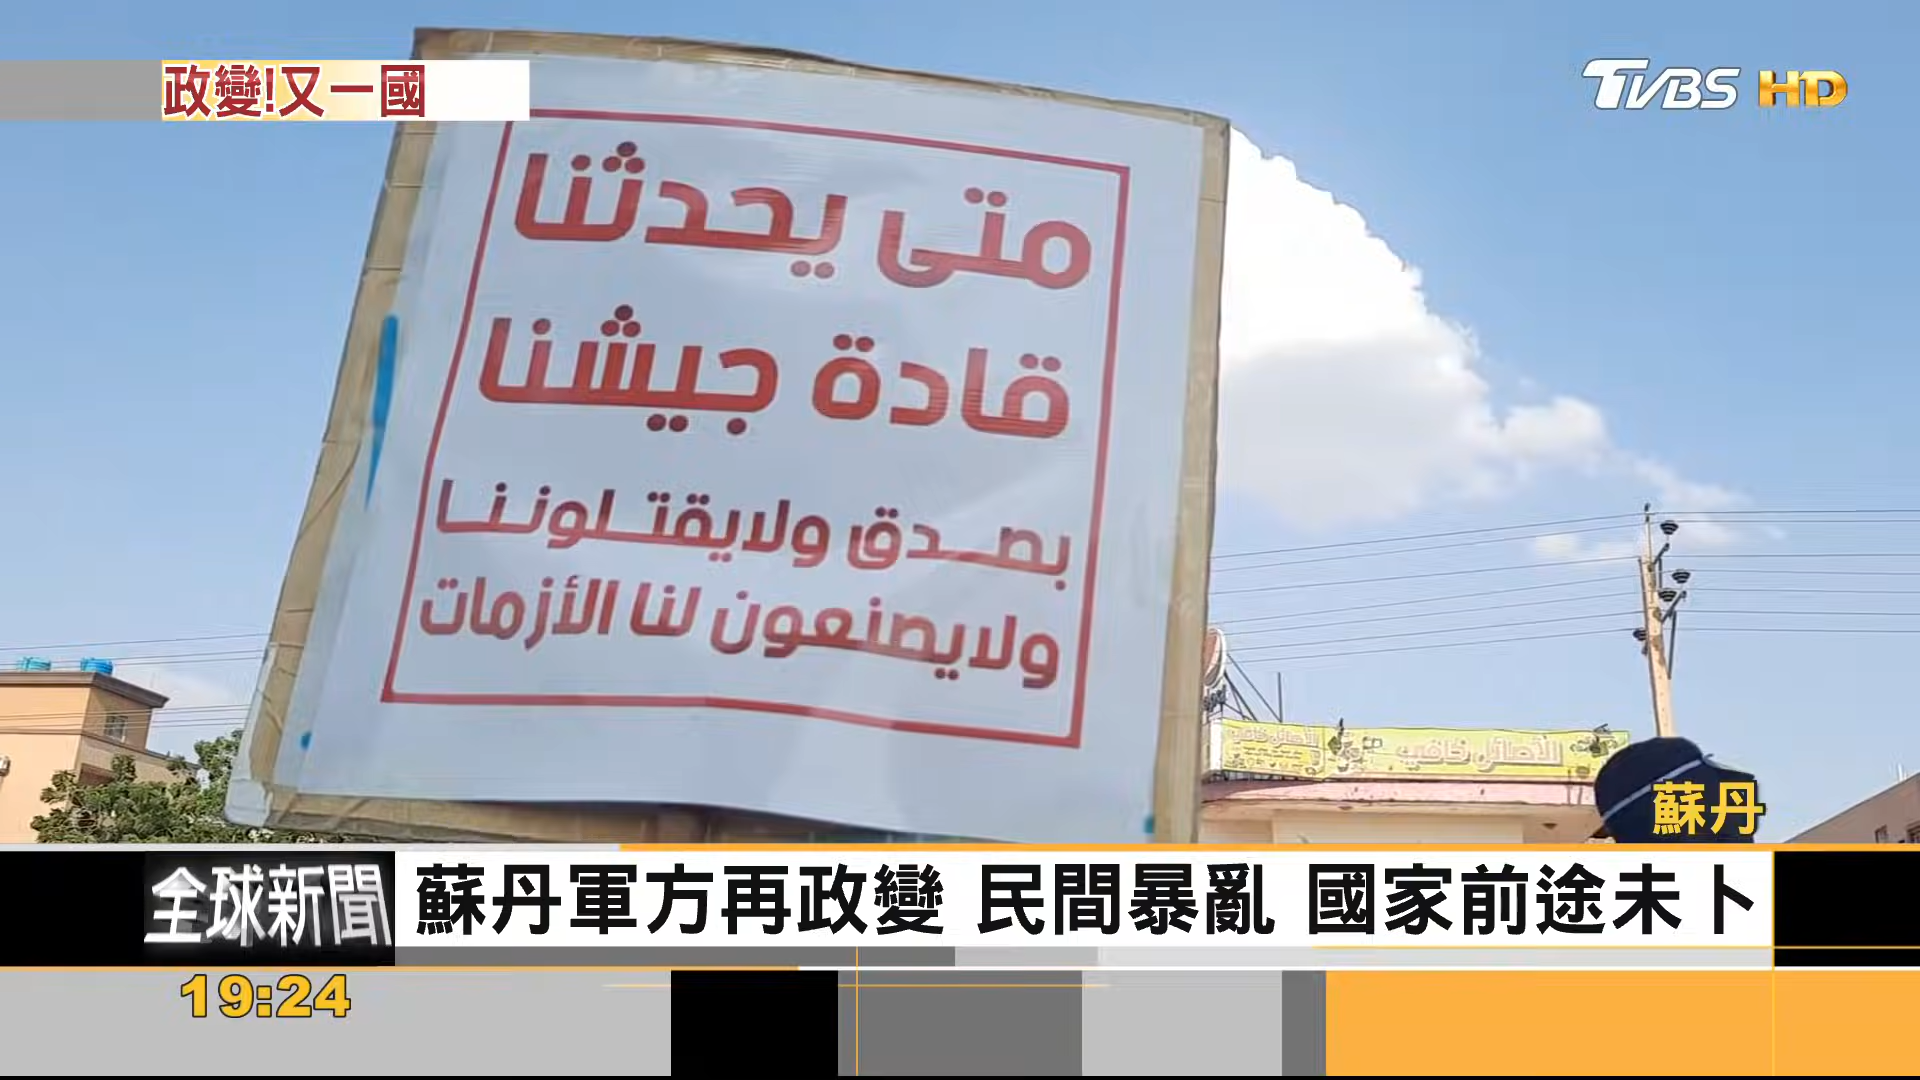 政變!又一國
TVBS HD
متى يحدثنا
قادة جيشنا
بصدق ولايقتلوننا
ولايصنعون لنا الأزمات
蘇丹
全球新聞
蘇丹軍方再政變 民間暴亂 國家前途未卜
19:24